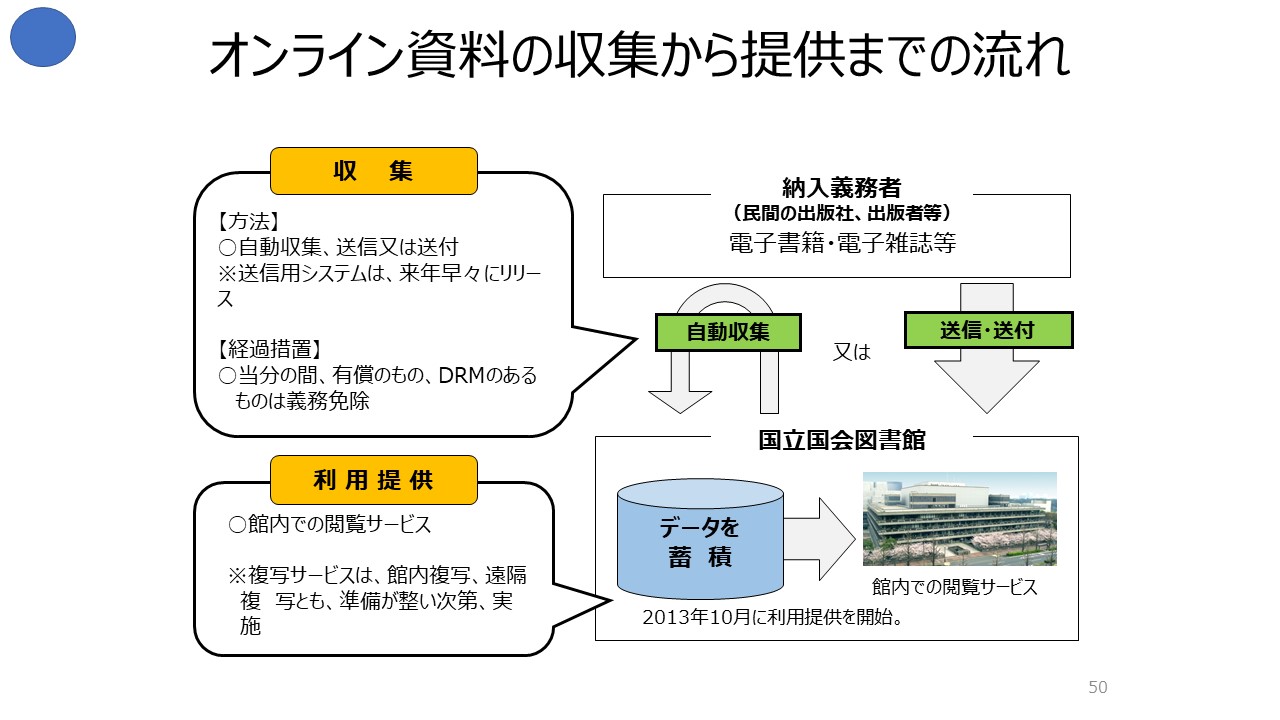 オンライン資料の収集から提供までの流れ
収　集
【方法】
○自動収集、送信又は送付
※送信用システムは、来年早々にリリー
ス
【経過措置】
○当分の間、有償のもの、DRMのある
ものは義務免除
納入義務者
（民間の出版社、出版者等）
電子書籍・電子雑誌等
自動収集
又は
送信・送付
利 用 提 供
○館内での閲覧サービス
※複写サービスは、館内複写、遠隔
複　写とも、準備が整い次第、実
施
国立国会図書館
データを
蓄　積
館内での閲覧サービス
2013年10月に利用提供を開始。
50